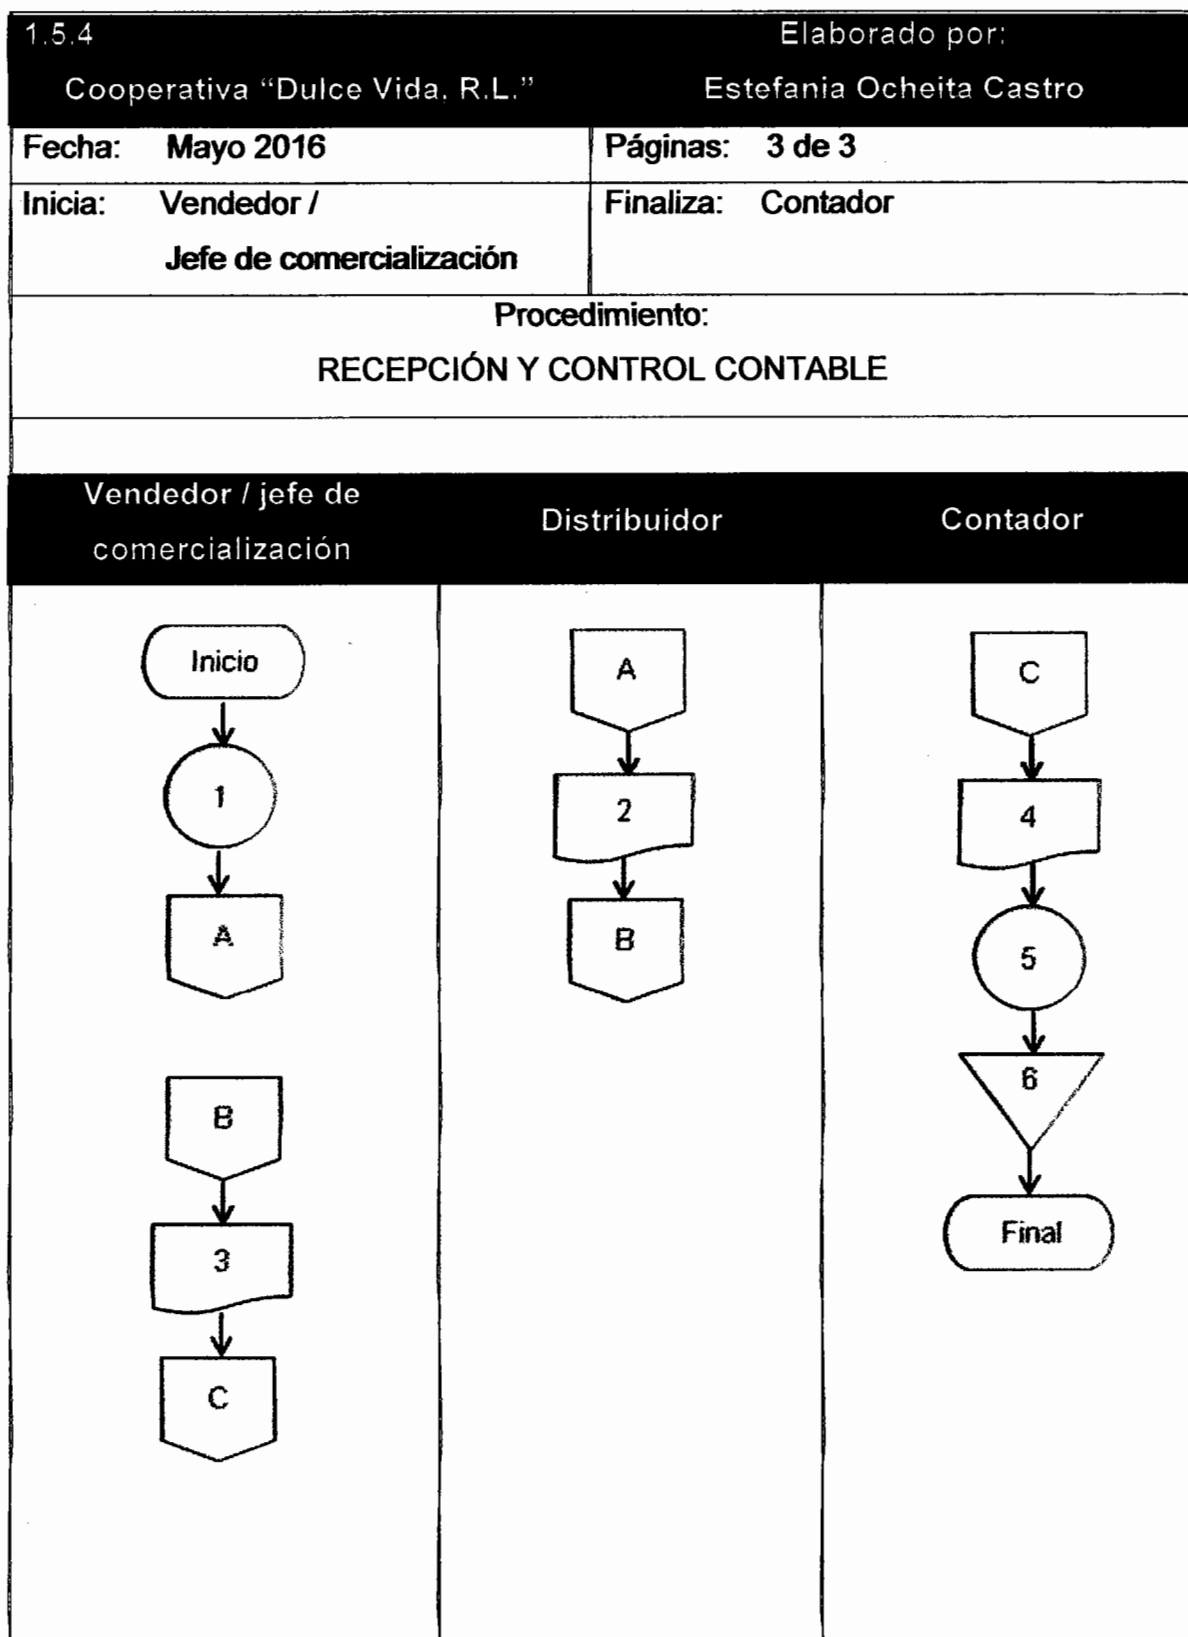 1.5.4 Elaborado por:
Cooperativa “Dulce Vida, R.L.” Estefania Ocheita Castro
Fecha: Mayo 2016 Páginas: 3 de 3
Inicia: Vendedor / Finaliza: Contador
Jefe de comercialización
Procedimiento:
RECEPCIÓN Y CONTROL CONTABLE
Vendedor / jefe de
comercialización
Distribuidor
Contador
Inicio
1
A
B
3
C
A
2
B
C
4
5
6
Final